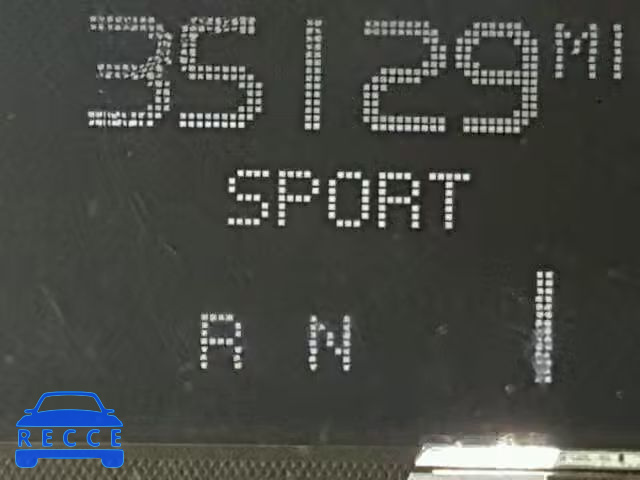 35129 MI
SPORT
R N 1
RECCE